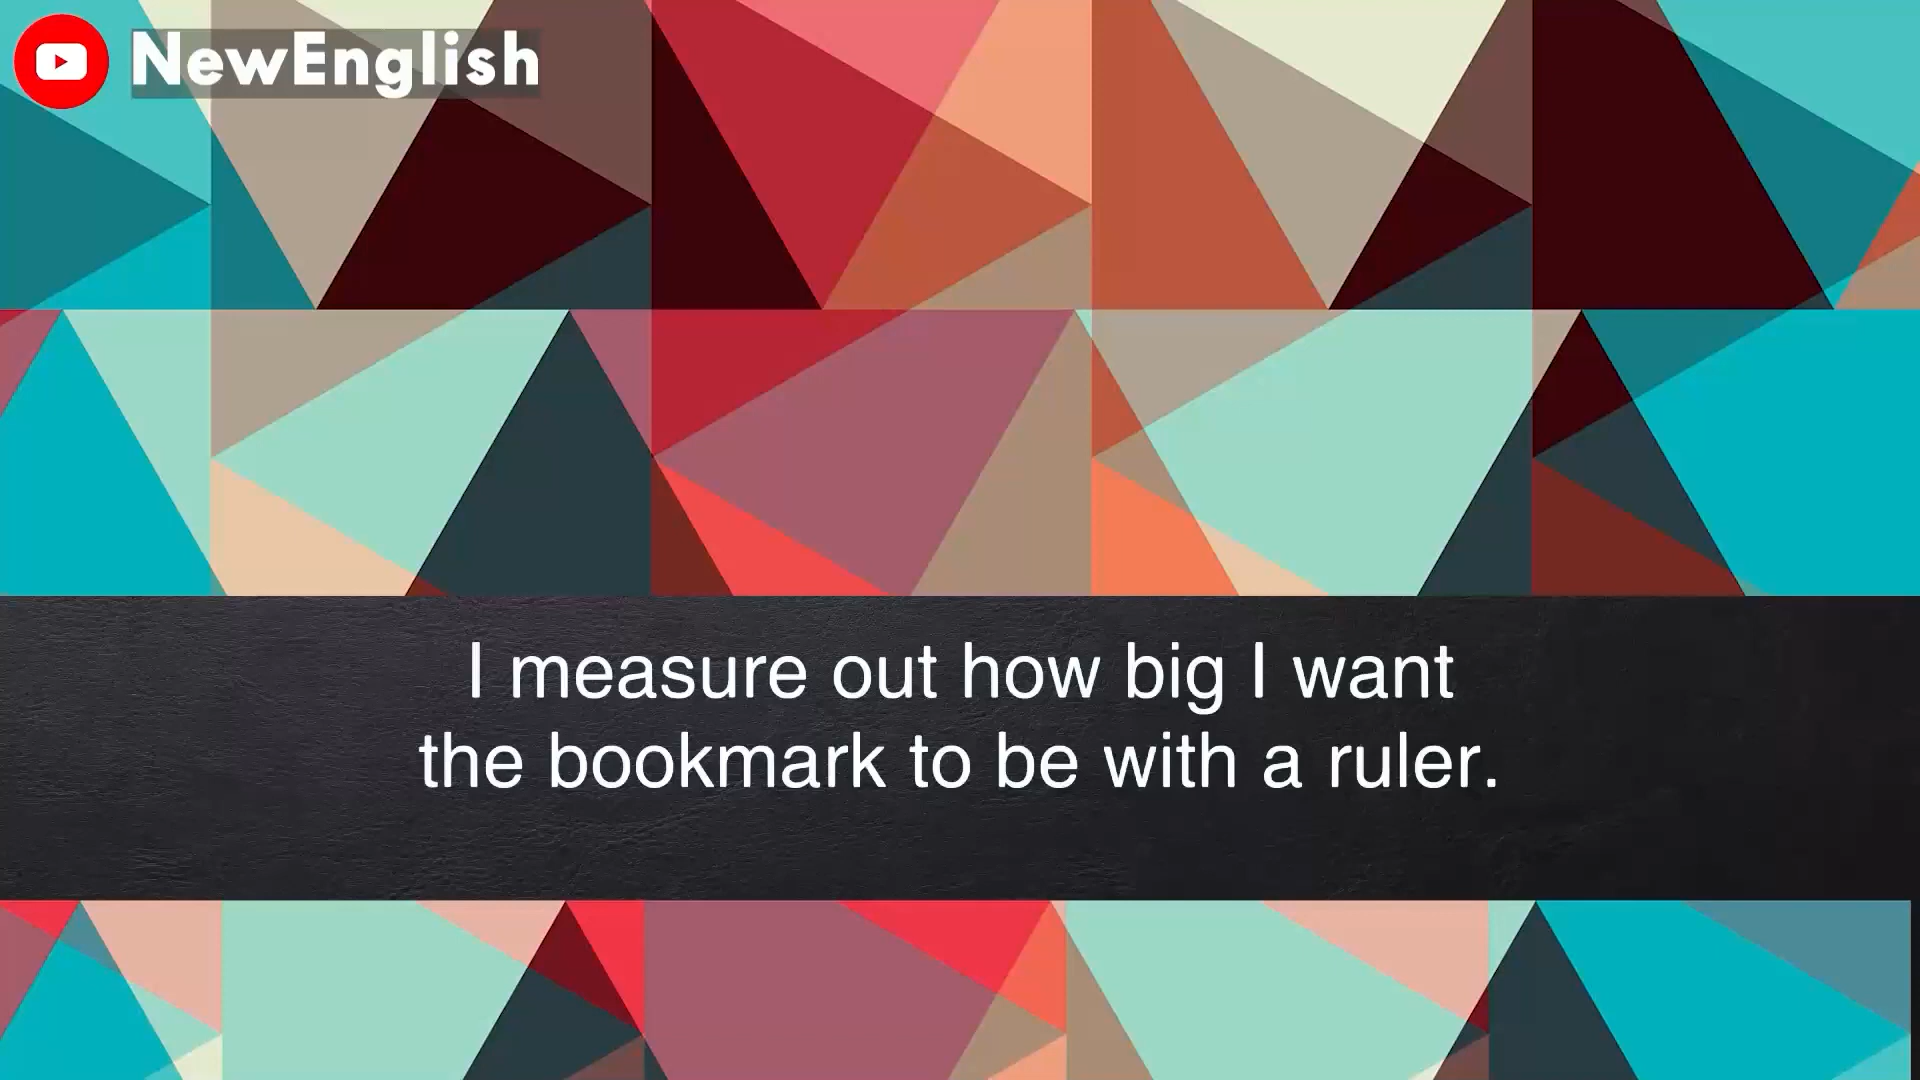 NewEnglish
I measure out how big I want
the bookmark to be with a ruler.